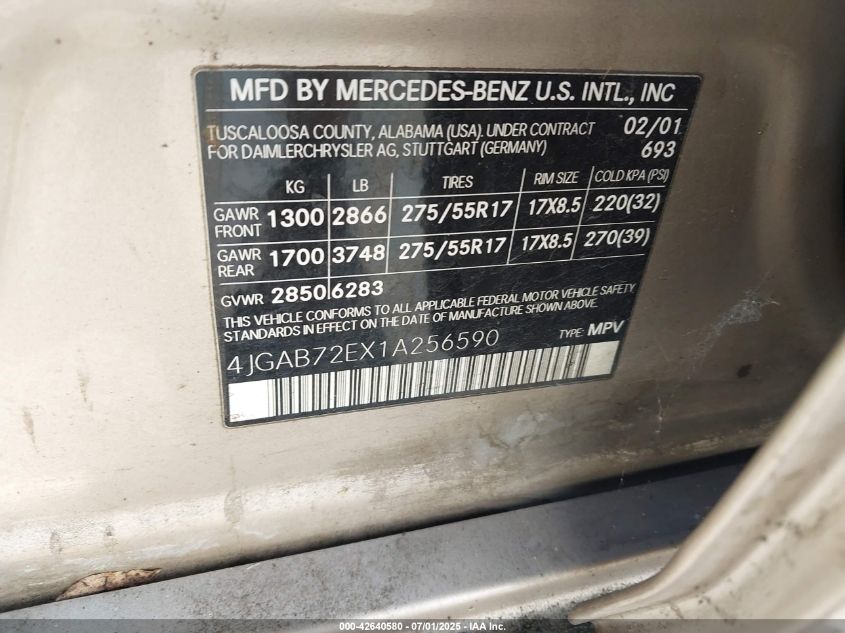 MFD BY MERCEDES-BENZ U.S. INTL., INC
TUSCALOOSA COUNTY, ALABAMA (USA). UNDER CONTRACT 02/01
FOR DAIMLERCHRYSLER AG, STUTTGART (GERMANY) 693
KG LB TIRES RIM SIZE COLD KPA (PSI)
GAWR FRONT 1300 2866 275/55R17 17X8.5 220(32)
GAWR REAR 1700 3748 275/55R17 17X8.5 270(39)
GVWR 2850 6283
THIS VEHICLE CONFORMS TO ALL APPLICABLE FEDERAL MOTOR VEHICLE SAFETY
STANDARDS IN EFFECT ON THE DATE OF MANUFACTURE SHOWN ABOVE.
4JGAB72EX1A256590 TYPE: MPV
000-42640580 - 07/01/2025 - IAA Inc.